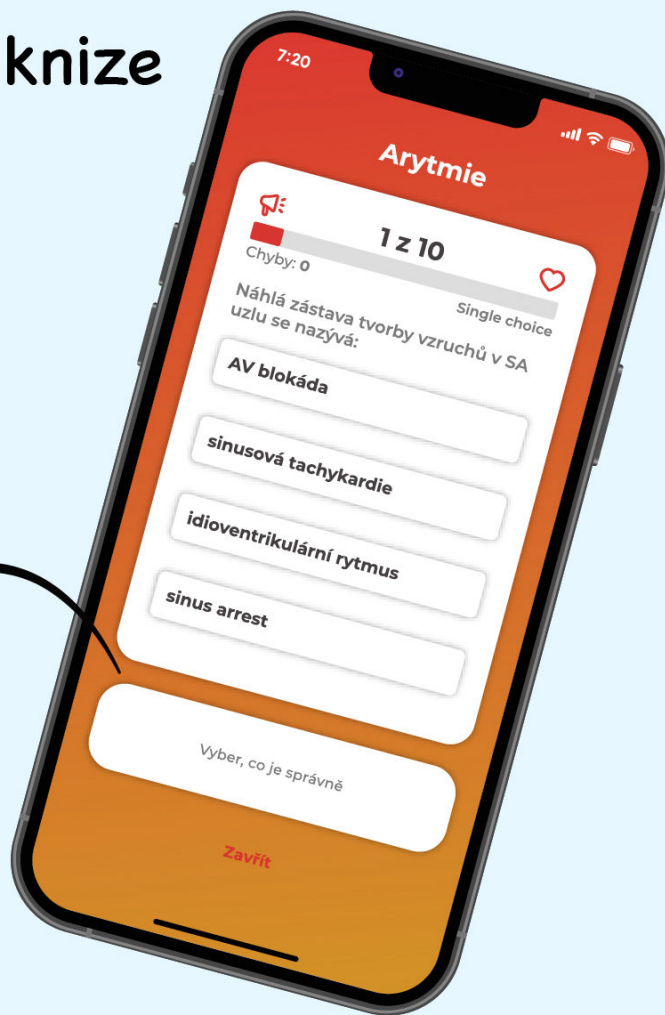 knize
7:20
Arytmie
1 z 10
Chyby: 0
Single choice
Náhlá zástava tvorby vzruchů v SA
uzlu se nazývá:
AV blokáda
sinusová tachykardie
idioventrikulární rytmus
sinus arrest
Vyber, co je správně
Zavřít